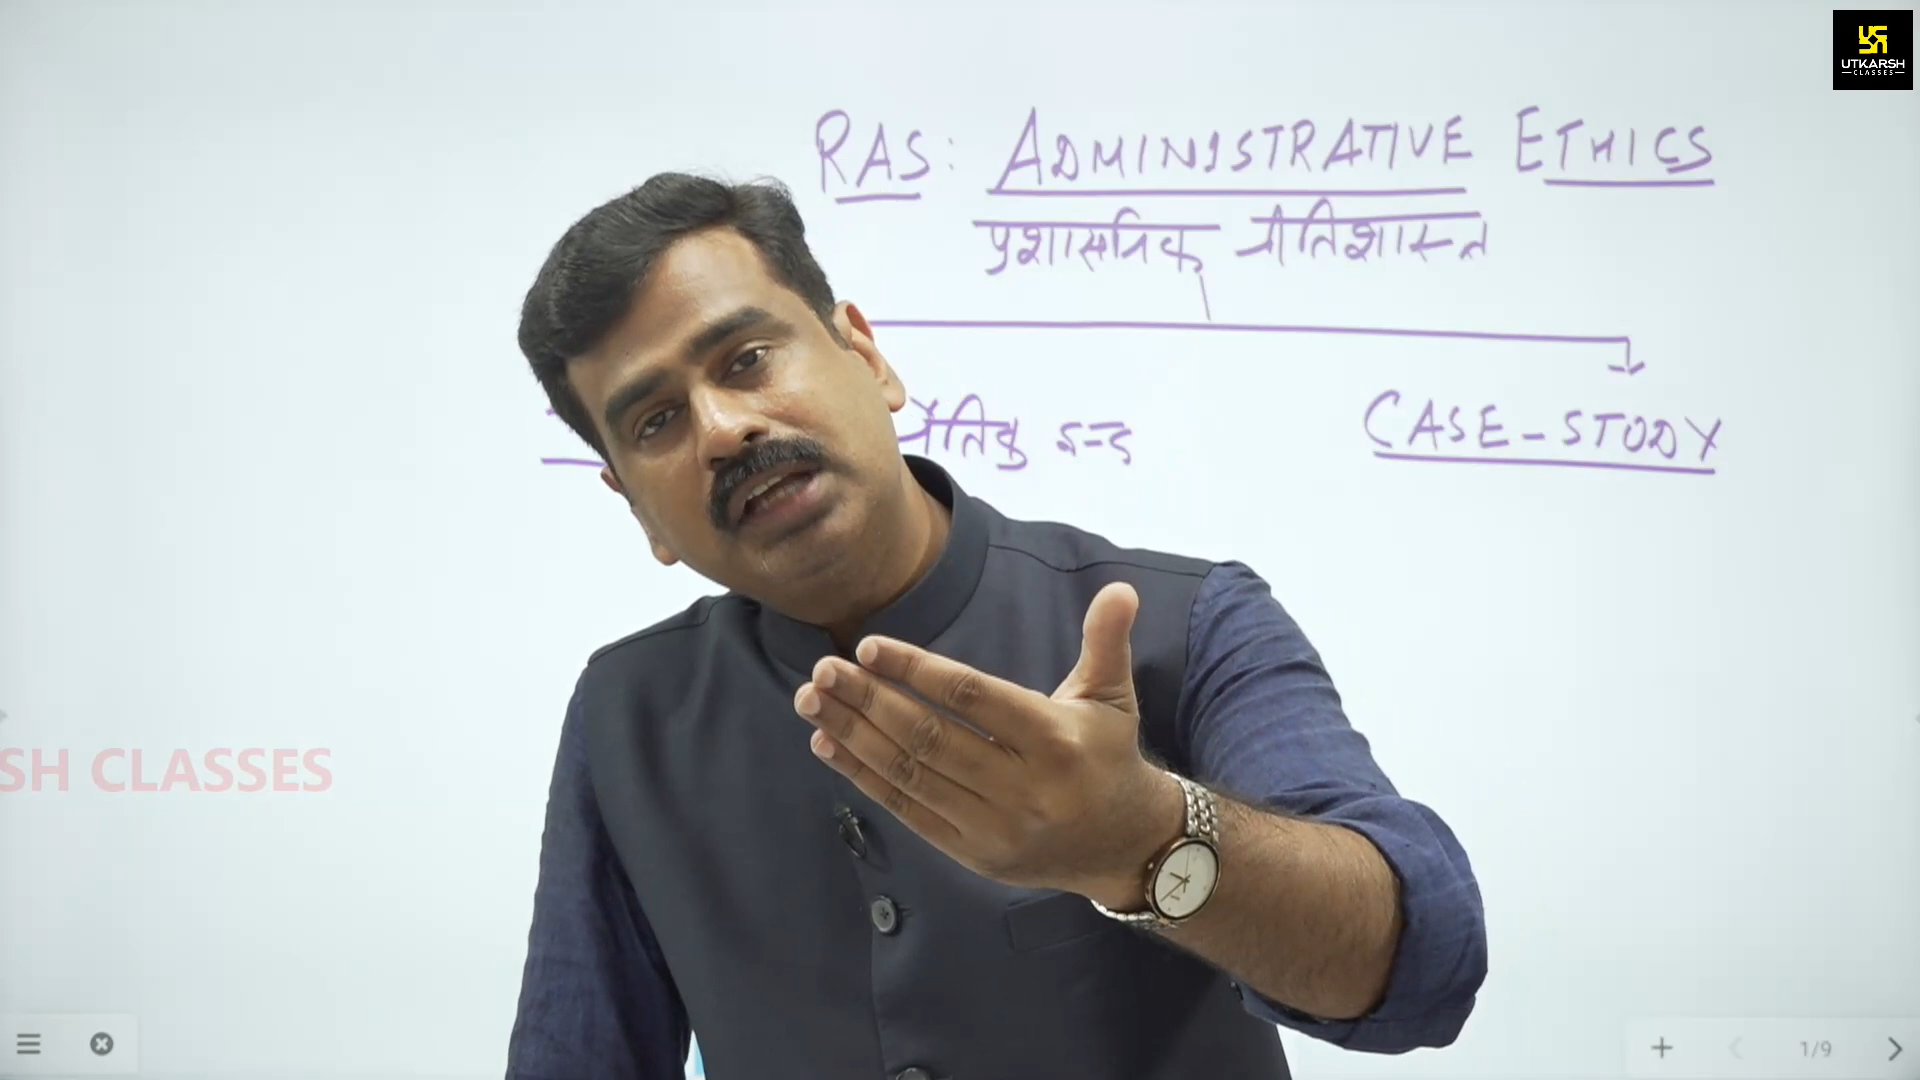 UTKARSH
CLASSES
RAS: ADMINISTRATIVE ETHICS
प्रशासनिक नीतिशास्त्र
नैतिक द्वन्द
CASE-STUDY
SH CLASSES
1/9